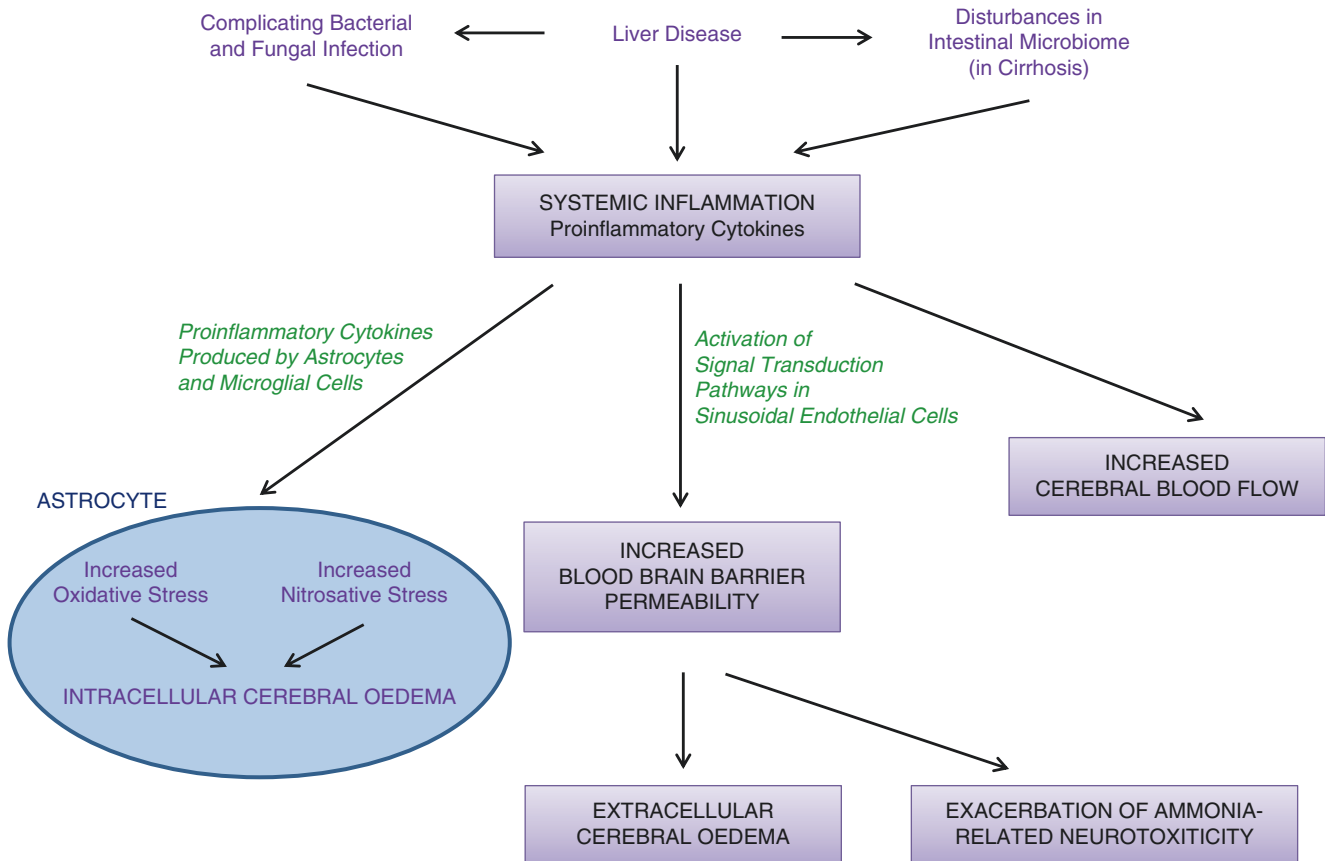 Complicating Bacterial
and Fungal Infection
Liver Disease
Disturbances in
Intestinal Microbiome
(in Cirrhosis)
SYSTEMIC INFLAMMATION
Proinflammatory Cytokines
Proinflammatory Cytokines
Produced by Astrocytes
and Microglial Cells
Activation of
Signal Transduction
Pathways in
Sinusoidal Endothelial Cells
INCREASED
CEREBRAL BLOOD FLOW
ASTROCYTE
Increased
Oxidative Stress
Increased
Nitrosative Stress
INTRACELLULAR CEREBRAL OEDEMA
INCREASED
BLOOD BRAIN BARRIER
PERMEABILITY
EXTRACELLULAR
CEREBRAL OEDEMA
EXACERBATION OF AMMONIA-
RELATED NEUROTOXITICITY